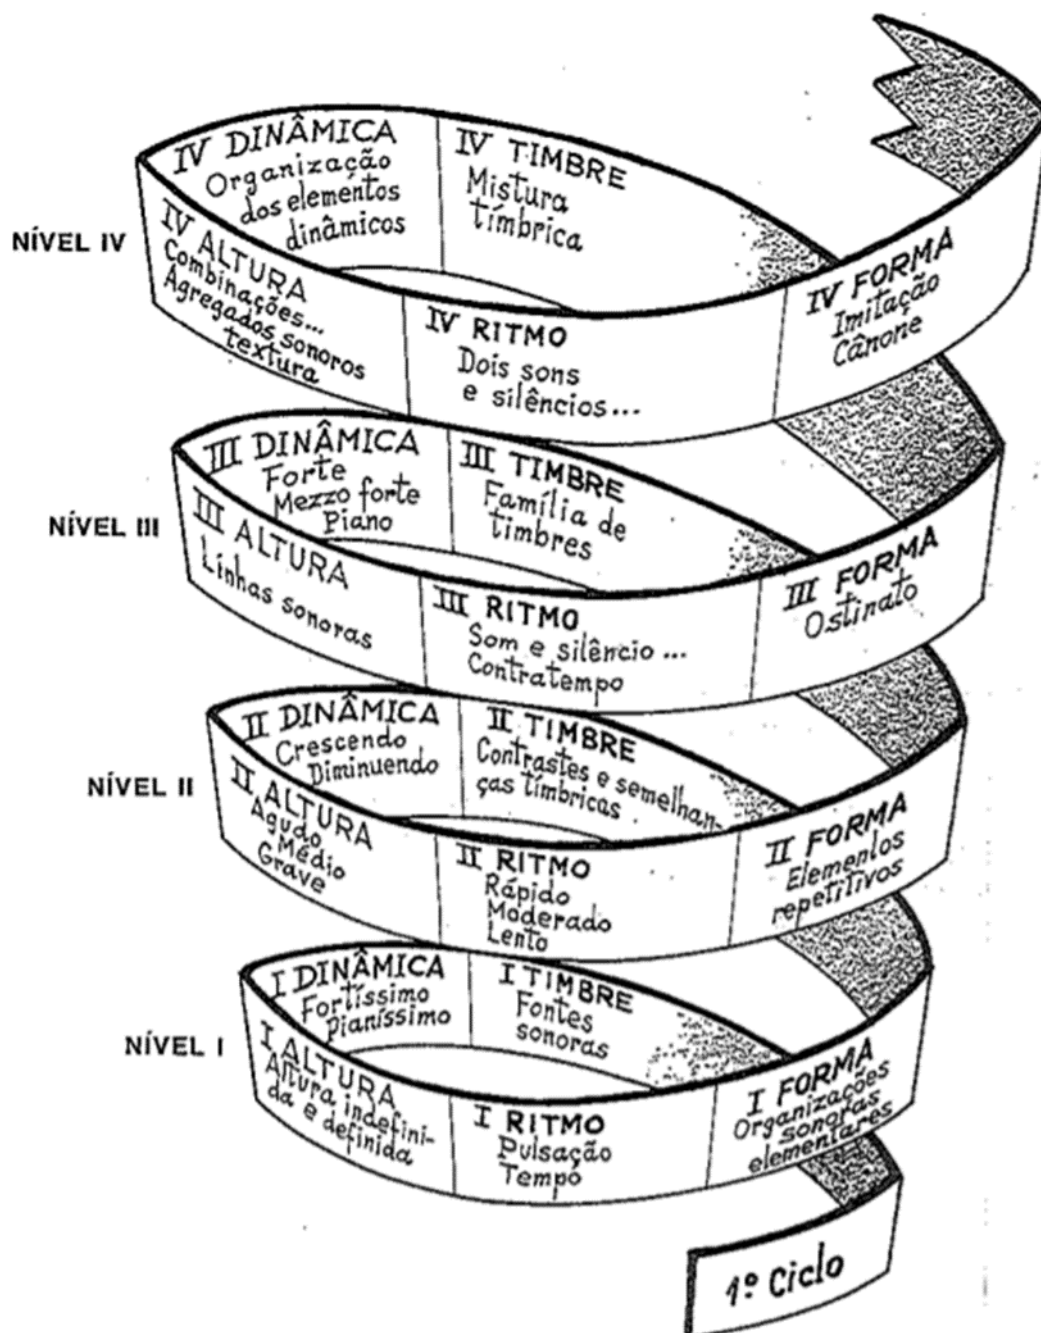 NÍVEL IV
IV DINÂMICA
Organização
dos elementos
dinâmicos
IV TIMBRE
Mistura
tímbrica
IV ALTURA
Combinações...
Agregados sonoros
textura
IV RITMO
Dois sons
e silêncios...
IV FORMA
Imitação
Cânone
NÍVEL III
III DINÂMICA
Forte
Mezzo forte
Piano
III TIMBRE
Família de
timbres
III ALTURA
Linhas sonoras
III RITMO
Som e silêncio...
Contratempo
III FORMA
Ostinato
NÍVEL II
II DINÂMICA
Crescendo
Diminuendo
II TIMBRE
Contrastes e semelhan-
ças tímbricas
II ALTURA
Agudo
Médio
Grave
II RITMO
Rápido
Moderado
Lento
II FORMA
Elementos
repetitivos
NÍVEL I
I DINÂMICA
Fortíssimo
Pianíssimo
I TIMBRE
Fontes
sonoras
I ALTURA
Altura indefini-
da e definida
I RITMO
Pulsação
Tempo
I FORMA
Organizações
sonoras
elementares
1º Ciclo